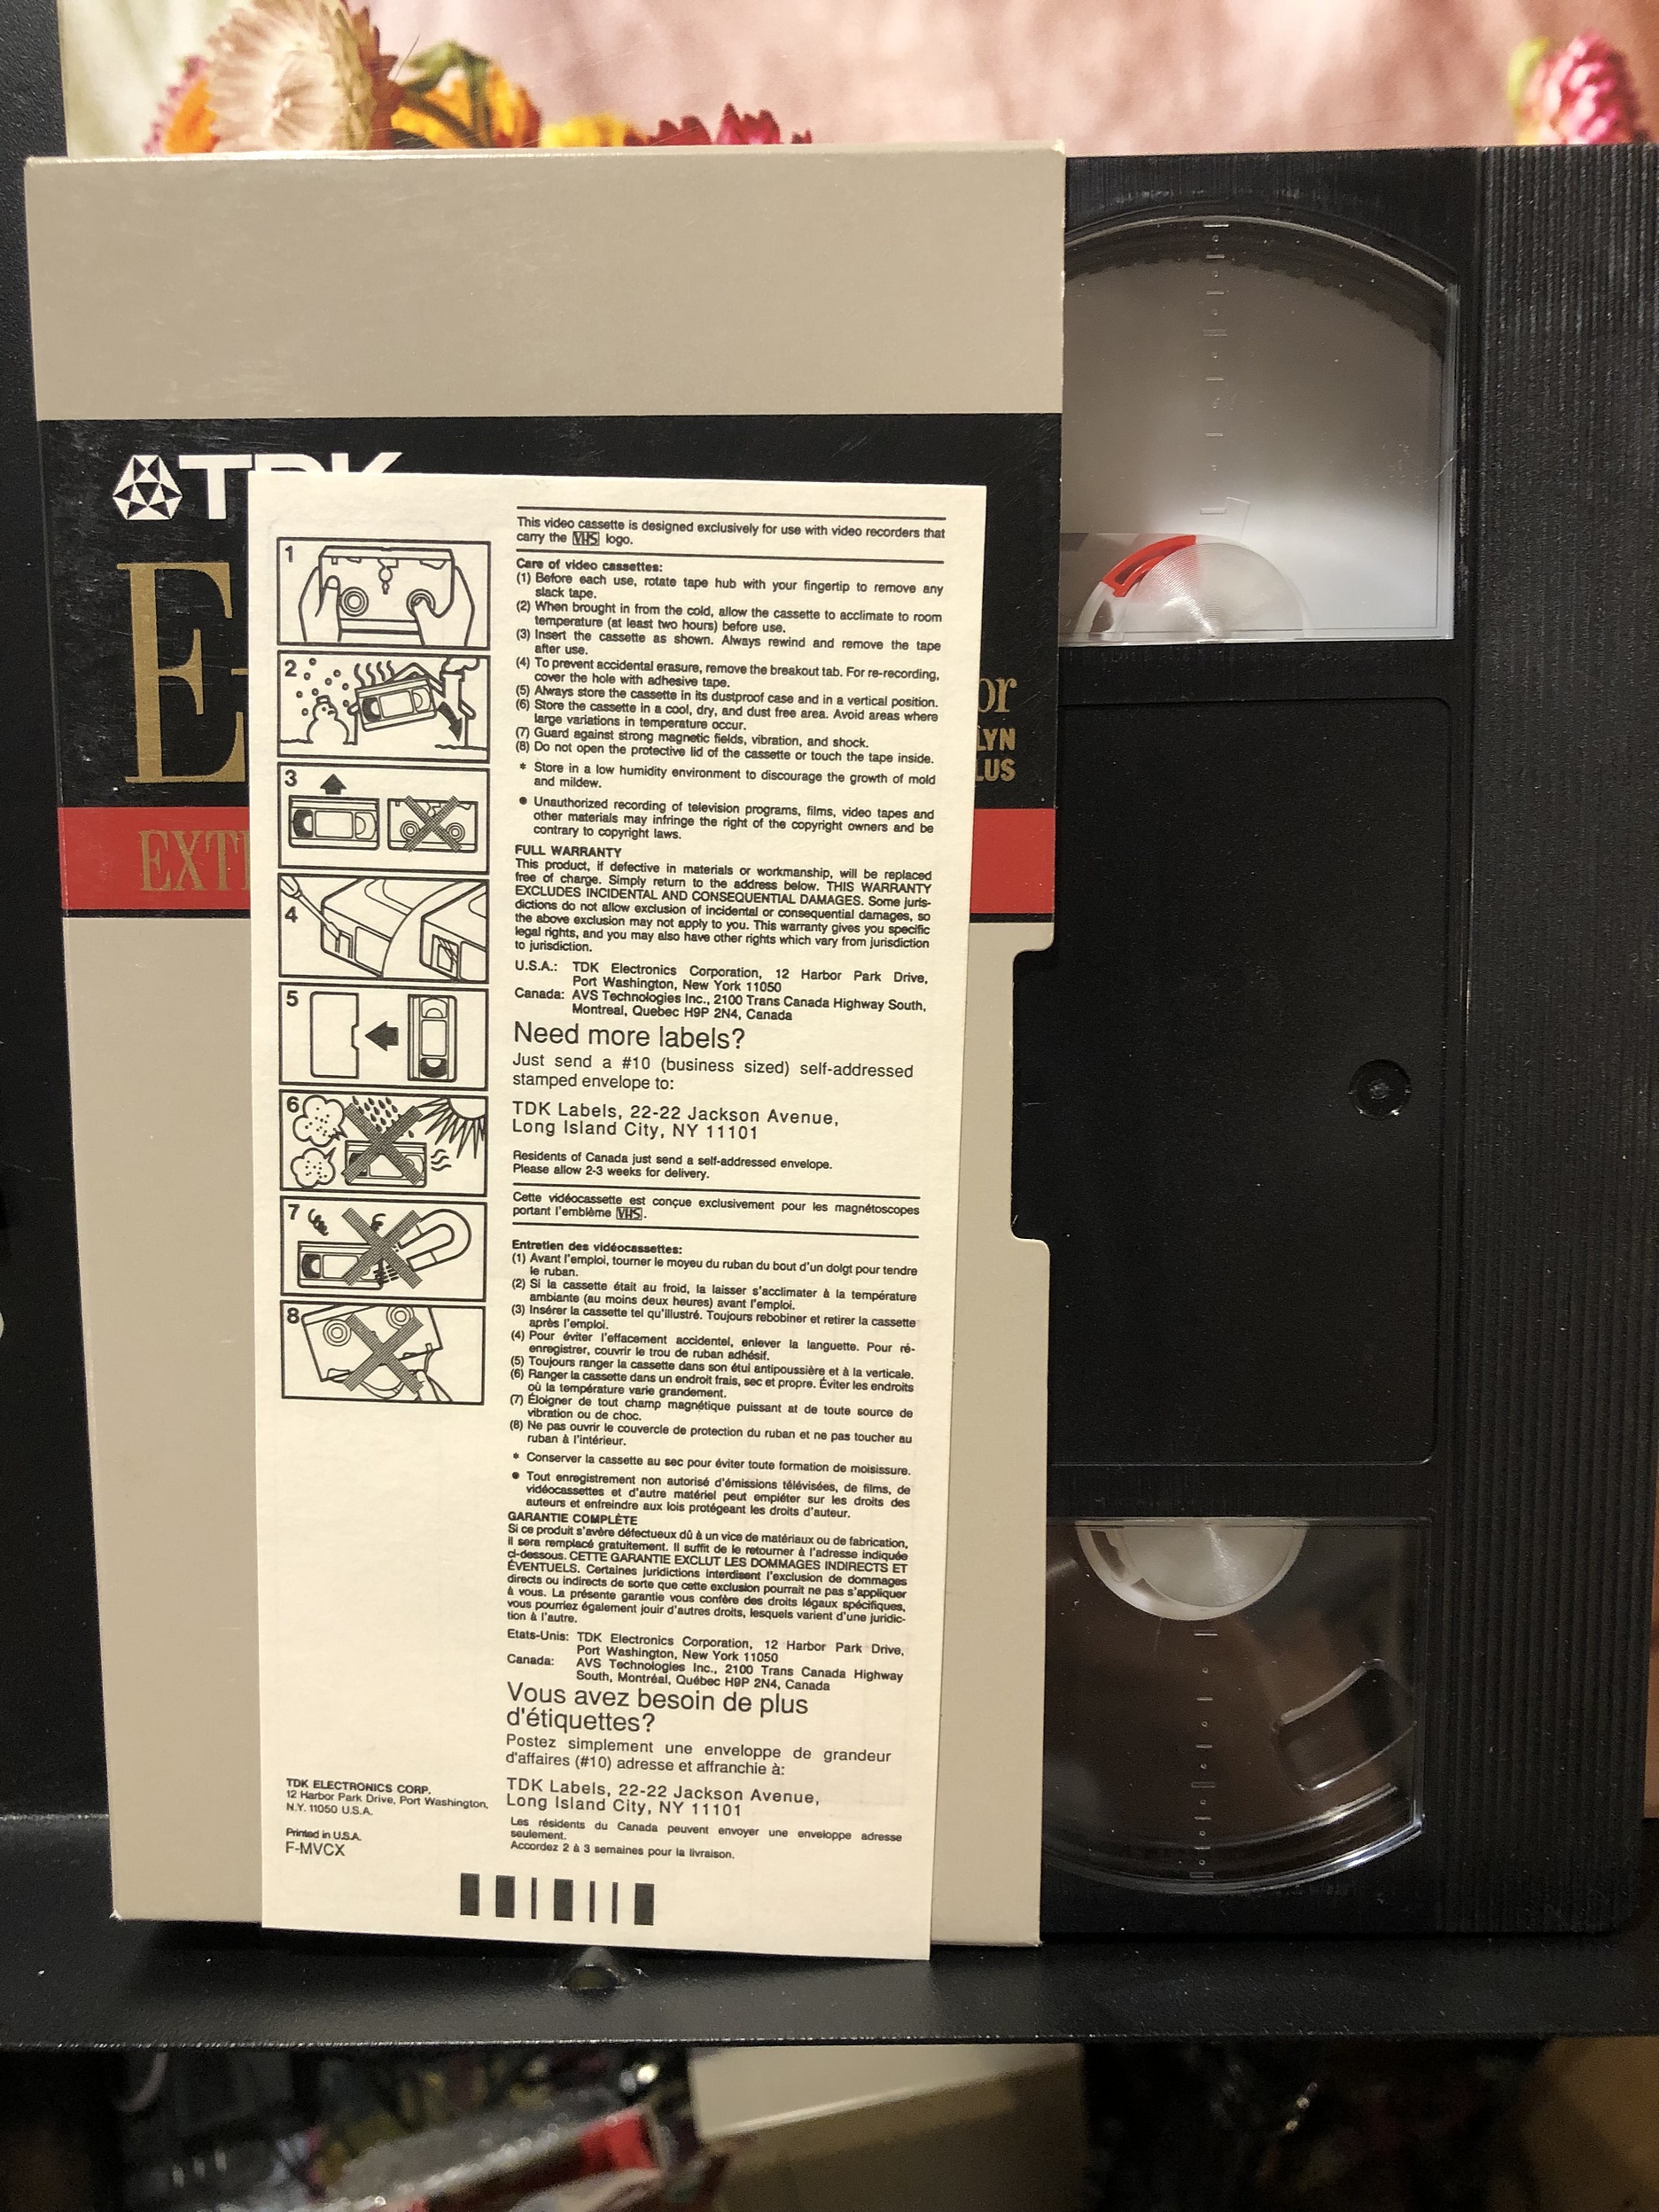 TDK
or
LYN
LUS
EXT
1
2
3
4
5
6
7
8
This video cassette is designed exclusively for use with video recorders that
carry the VHS logo.
Care of video cassettes:
(1) Before each use, rotate tape hub with your fingertip to remove any
slack tape.
(2) When brought in from the cold, allow the cassette to acclimate to room
temperature (at least two hours) before use.
(3) Insert the cassette as shown. Always rewind and remove the tape
after use.
(4) To prevent accidental erasure, remove the breakout tab. For re-recording,
cover the hole with adhesive tape.
(5) Always store the cassette in its dustproof case and in a vertical position.
(6) Store the cassette in a cool, dry, and dust free area. Avoid areas where
large variations in temperature occur.
(7) Guard against strong magnetic fields, vibration, and shock.
(8) Do not open the protective lid of the cassette or touch the tape inside.
* Store in a low humidity environment to discourage the growth of mold
and mildew.
● Unauthorized recording of television programs, films, video tapes and
other materials may infringe the right of the copyright owners and be
contrary to copyright laws.
FULL WARRANTY
This product, if defective in materials or workmanship, will be replaced
free of charge. Simply return to the address below. THIS WARRANTY
EXCLUDES INCIDENTAL AND CONSEQUENTIAL DAMAGES. Some juris-
dictions do not allow exclusion of incidental or consequential damages, so
the above exclusion may not apply to you. This warranty gives you specific
legal rights, and you may also have other rights which vary from jurisdiction
to jurisdiction.
U.S.A.: TDK Electronics Corporation, 12 Harbor Park Drive,
Port Washington, New York 11050
Canada: AVS Technologies Inc., 2100 Trans Canada Highway South,
Montreal, Quebec H9P 2N4, Canada
Need more labels?
Just send a #10 (business sized) self-addressed
stamped envelope to:
TDK Labels, 22-22 Jackson Avenue,
Long Island City, NY 11101
Residents of Canada just send a self-addressed envelope.
Please allow 2-3 weeks for delivery.
Cette vidéocassette est conçue exclusivement pour les magnétoscopes
portant l'emblème VHS.
Entretien des vidéocassettes:
(1) Avant l'emploi, tourner le moyeu du ruban du bout d'un doigt pour tendre
le ruban.
(2) Si la cassette était au froid, la laisser s'acclimater à la température
ambiante (au moins deux heures) avant l'emploi.
(3) Insérer la cassette tel qu'illustré. Toujours rebobiner et retirer la cassette
après l'emploi.
(4) Pour éviter l'effacement accidentel, enlever la languette. Pour ré-
enregistrer, couvrir le trou de ruban adhésif.
(5) Toujours ranger la cassette dans son étui antipoussière et à la verticale.
(6) Ranger la cassette dans un endroit frais, sec et propre. Éviter les endroits
où la température varie grandement.
(7) Éloigner de tout champ magnétique puissant at de toute source de
vibration ou de choc.
(8) Ne pas ouvrir le couvercle de protection du ruban et ne pas toucher au
ruban à l'intérieur.
* Conserver la cassette au sec pour éviter toute formation de moisissure.
● Tout enregistrement non autorisé d'émissions télévisées, de films, de
vidéocassettes et d'autre matériel peut empiéter sur les droits des
auteurs et enfreindre aux lois protégeant les droits d'auteur.
GARANTIE COMPLÈTE
Si ce produit s'avère défectueux dû à un vice de matériaux ou de fabrication,
il sera remplacé gratuitement. Il suffit de le retourner à l'adresse indiquée
ci-dessous. CETTE GARANTIE EXCLUT LES DOMMAGES INDIRECTS ET
ÉVENTUELS. Certaines juridictions interdisent l'exclusion de dommages
directs ou indirects de sorte que cette exclusion pourrait ne pas s'appliquer
à vous. La présente garantie vous confère des droits légaux spécifiques,
vous pourriez également jouir d'autres droits, lesquels varient d'une juridic-
tion à l'autre.
Etats-Unis: TDK Electronics Corporation, 12 Harbor Park Drive,
Port Washington, New York 11050
Canada: AVS Technologies Inc., 2100 Trans Canada Highway
South, Montréal, Québec H9P 2N4, Canada
Vous avez besoin de plus
d'étiquettes?
Postez simplement une enveloppe de grandeur
d'affaires (#10) adresse et affranchie à:
TDK Labels, 22-22 Jackson Avenue,
Long Island City, NY 11101
Les résidents du Canada peuvent envoyer une enveloppe adresse
seulement.
Accordez 2 à 3 semaines pour la livraison.
TDK ELECTRONICS CORP.
12 Harbor Park Drive, Port Washington,
N.Y. 11050 U.S.A.
Printed in U.S.A.
F-MVCX